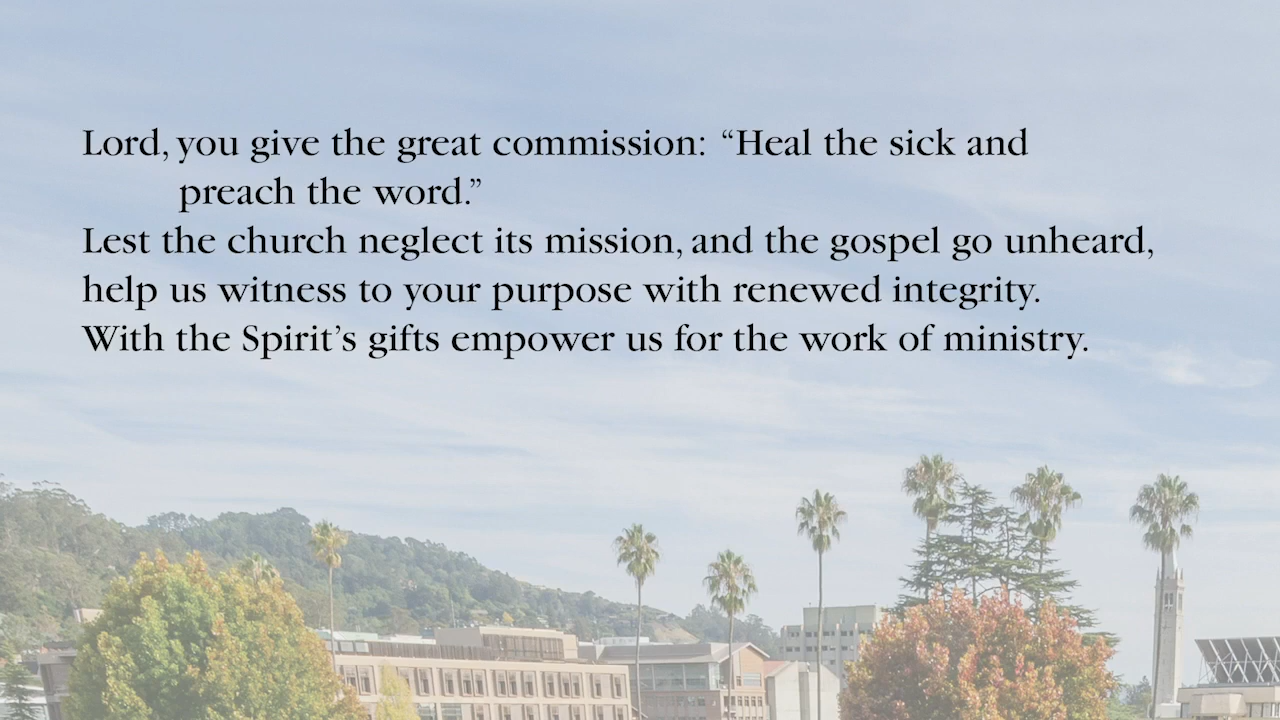 Lord, you give the great commission: “Heal the sick and
preach the word.”
Lest the church neglect its mission, and the gospel go unheard,
help us witness to your purpose with renewed integrity.
With the Spirit’s gifts empower us for the work of ministry.